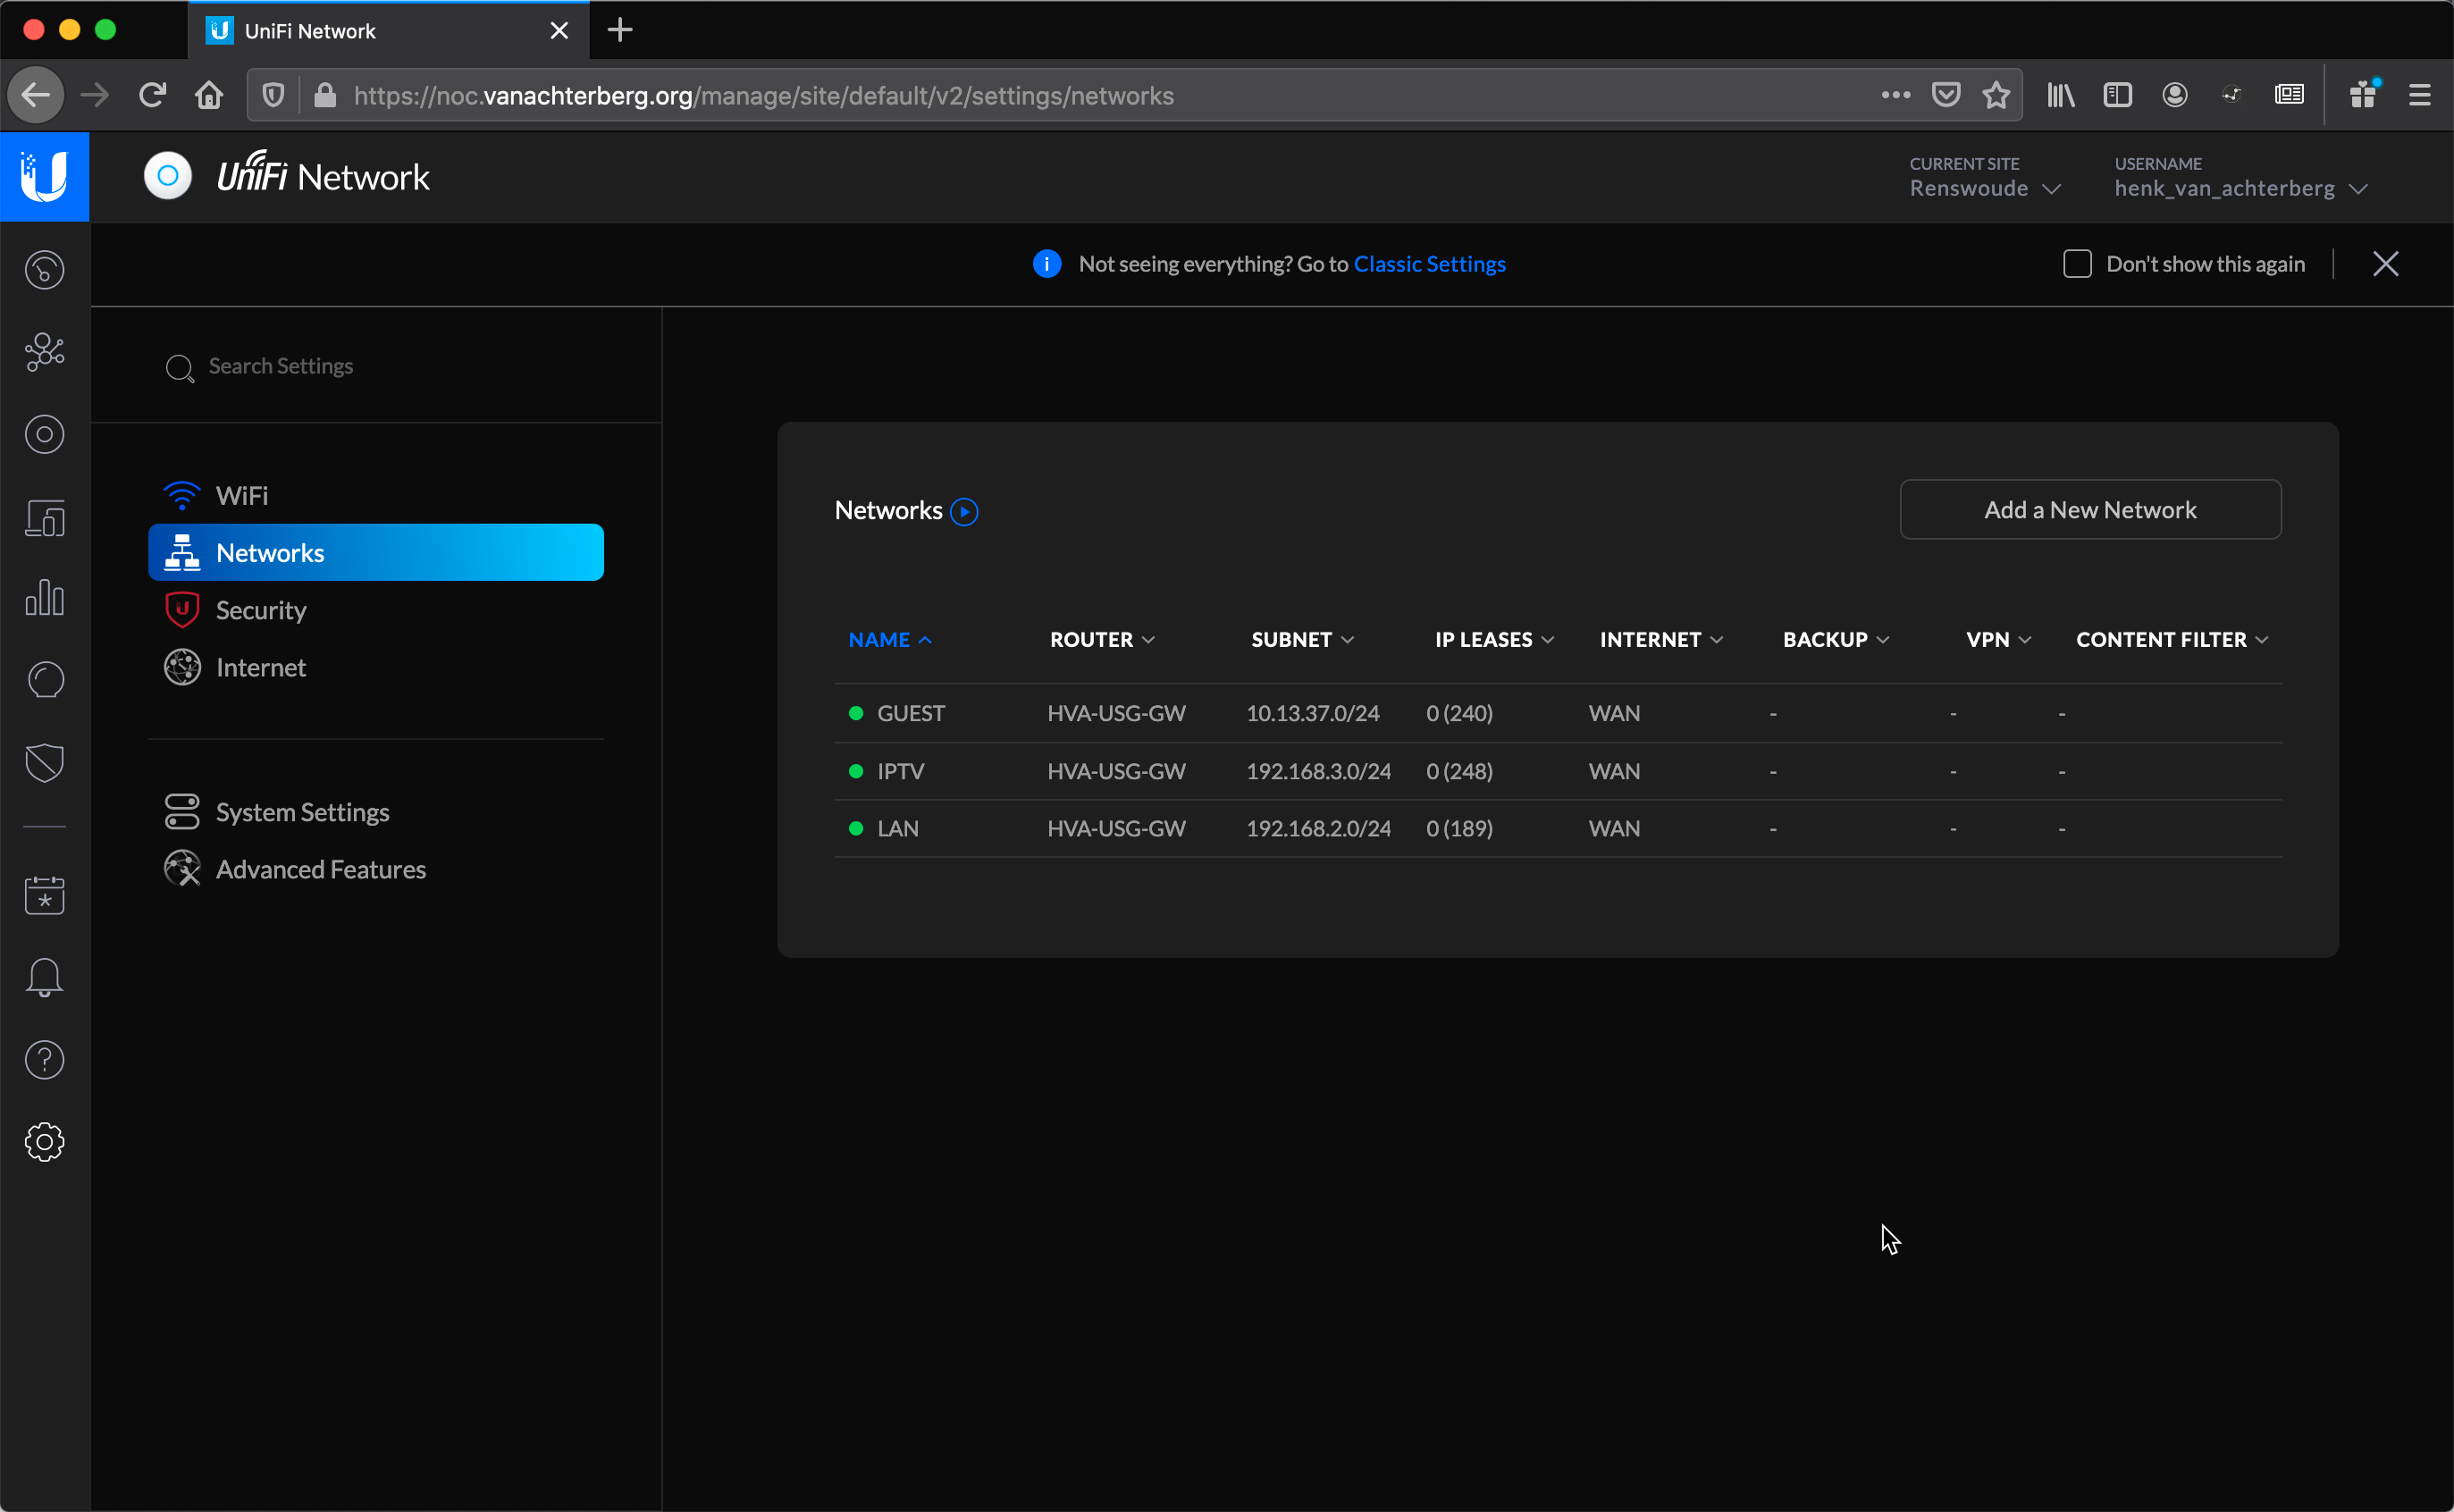 UniFi Network
https://noc.vanachterberg.org/manage/site/default/v2/settings/networks
UniFi Network
CURRENT SITE
Renswoude
USERNAME
henk_van_achterberg
Not seeing everything? Go to Classic Settings
Don't show this again
Search Settings
WiFi
Networks
Security
Internet
System Settings
Advanced Features
Networks
Add a New Network
NAME ROUTER SUBNET IP LEASES INTERNET BACKUP VPN CONTENT FILTER
GUEST HVA-USG-GW 10.13.37.0/24 0 (240) WAN - - -
IPTV HVA-USG-GW 192.168.3.0/24 0 (248) WAN - - -
LAN HVA-USG-GW 192.168.2.0/24 0 (189) WAN - - -